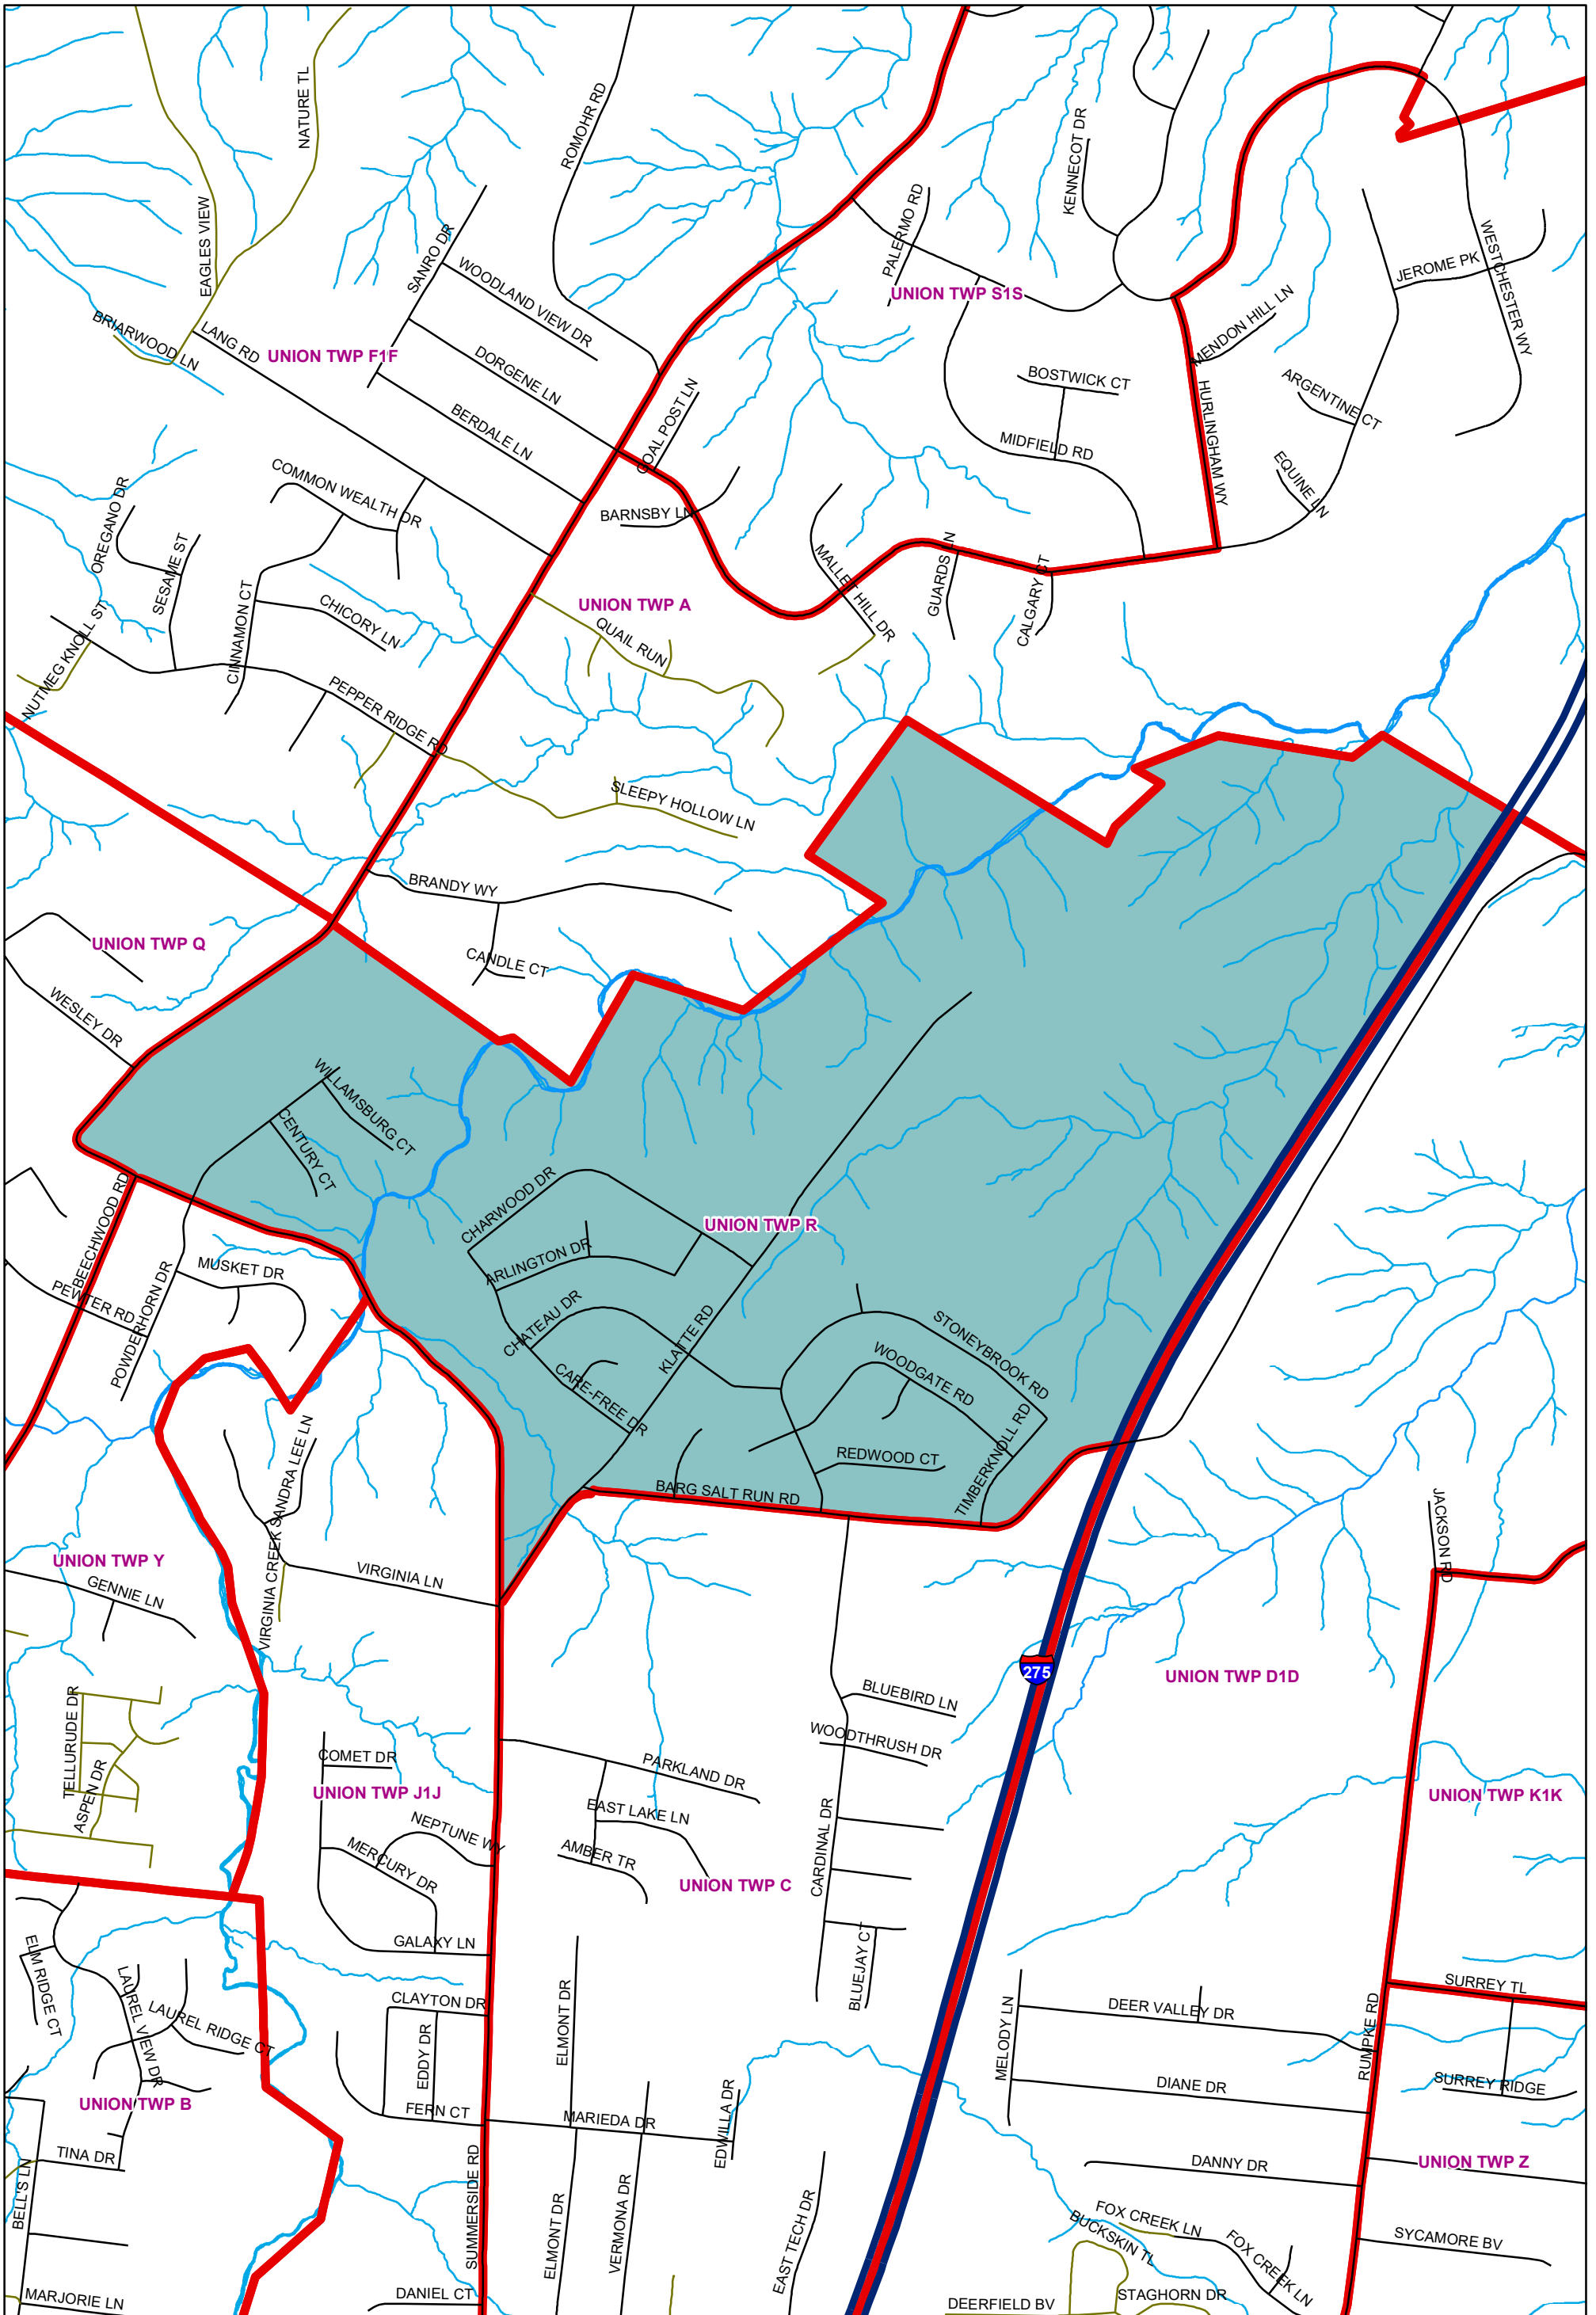 NATURE TL
ROMOHR RD
KENNECOT DR
EAGLES VIEW
PALERMO RD
SANRO DR
WOODLAND VIEW DR
UNION TWP S1S
JEROME PK
WESTCHESTER WY
MENDON HILL LN
BRIARWOOD LN
LANG RD
UNION TWP F1F
DORGENE LN
BOSTWICK CT
HURLINGHAM WY
ARGENTINE CT
BERDALE LN
GOAL POST LN
MIDFIELD RD
EQUINE LN
COMMON WEALTH DR
OREGANO DR
BARNSBY LN
SESAME ST
MALLET HILL DR
GUARDS LN
CALGARY CT
CINNAMON CT
CHICORY LN
UNION TWP A
QUAIL RUN
NUTMEG KNOLL ST
PEPPER RIDGE RD
SLEEPY HOLLOW LN
BRANDY WY
UNION TWP Q
CANDLE CT
WESLEY DR
WILLAMSBURG CT
CENTURY CT
CHARWOOD DR
UNION TWP R
BEECHWOOD RD
ARLINGTON DR
MUSKET DR
PEWTER RD
POWDERHORN DR
CHATEAU DR
KLATTE RD
STONEYBROOK RD
WOODGATE RD
CARE-FREE DR
REDWOOD CT
TIMBERKNOLL RD
SANDRA LEE LN
BARG SALT RUN RD
JACKSON RD
UNION TWP Y
GENNIE LN
VIRGINIA CREEK
VIRGINIA LN
275
UNION TWP D1D
BLUEBIRD LN
TELLURUDE DR
WOODTHRUSH DR
COMET DR
PARKLAND DR
ASPEN DR
UNION TWP J1J
UNION TWP K1K
EAST LAKE LN
NEPTUNE WY
CARDINAL DR
MERCURY DR
AMBER TR
UNION TWP C
ELM RIDGE CT
GALAXY LN
BLUEJAY CT
SURREY TL
LAUREL VIEW DR
CLAYTON DR
ELMONT DR
MELODY LN
DEER VALLEY DR
RUMPKE RD
LAUREL RIDGE CT
EDDY DR
DIANE DR
SURREY RIDGE
UNION TWP B
FERN CT
MARIEDA DR
EDWILLA DR
TINA DR
BELL'S LN
SUMMERSIDE RD
DANNY DR
UNION TWP Z
ELMONT DR
VERMONA DR
EAST TECH DR
FOX CREEK LN
BUCKSKIN TL
FOX CREEK LN
SYCAMORE BV
MARJORIE LN
DANIEL CT
DEERFIELD BV
STAGHORN DR